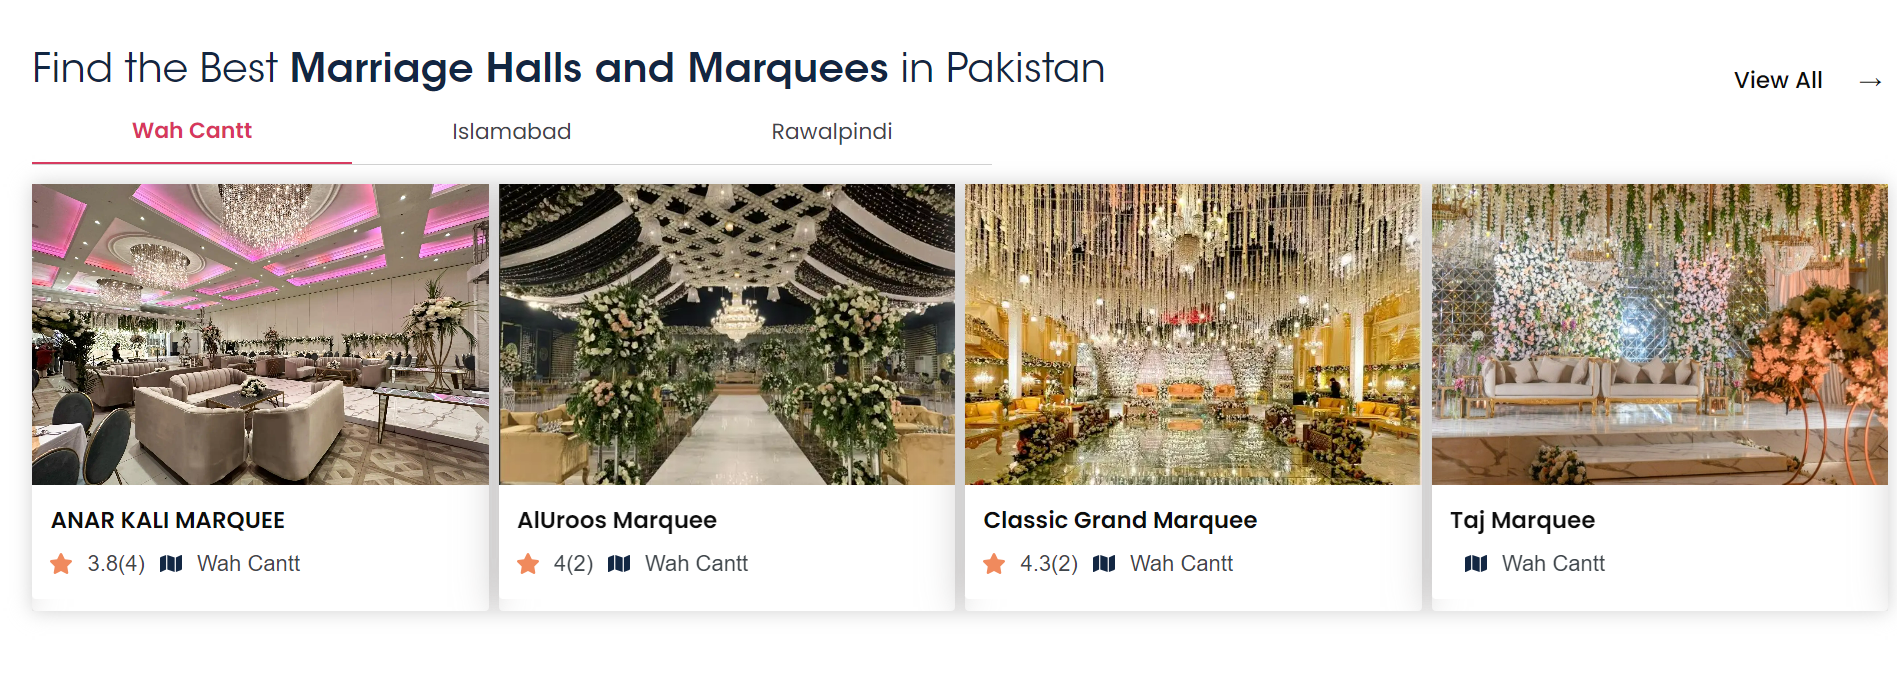 Find the Best Marriage Halls and Marquees in Pakistan
View All →
Wah Cantt
Islamabad
Rawalpindi
ANAR KALI MARQUEE
3.8(4) Wah Cantt
AlUroos Marquee
4(2) Wah Cantt
Classic Grand Marquee
4.3(2) Wah Cantt
Taj Marquee
Wah Cantt